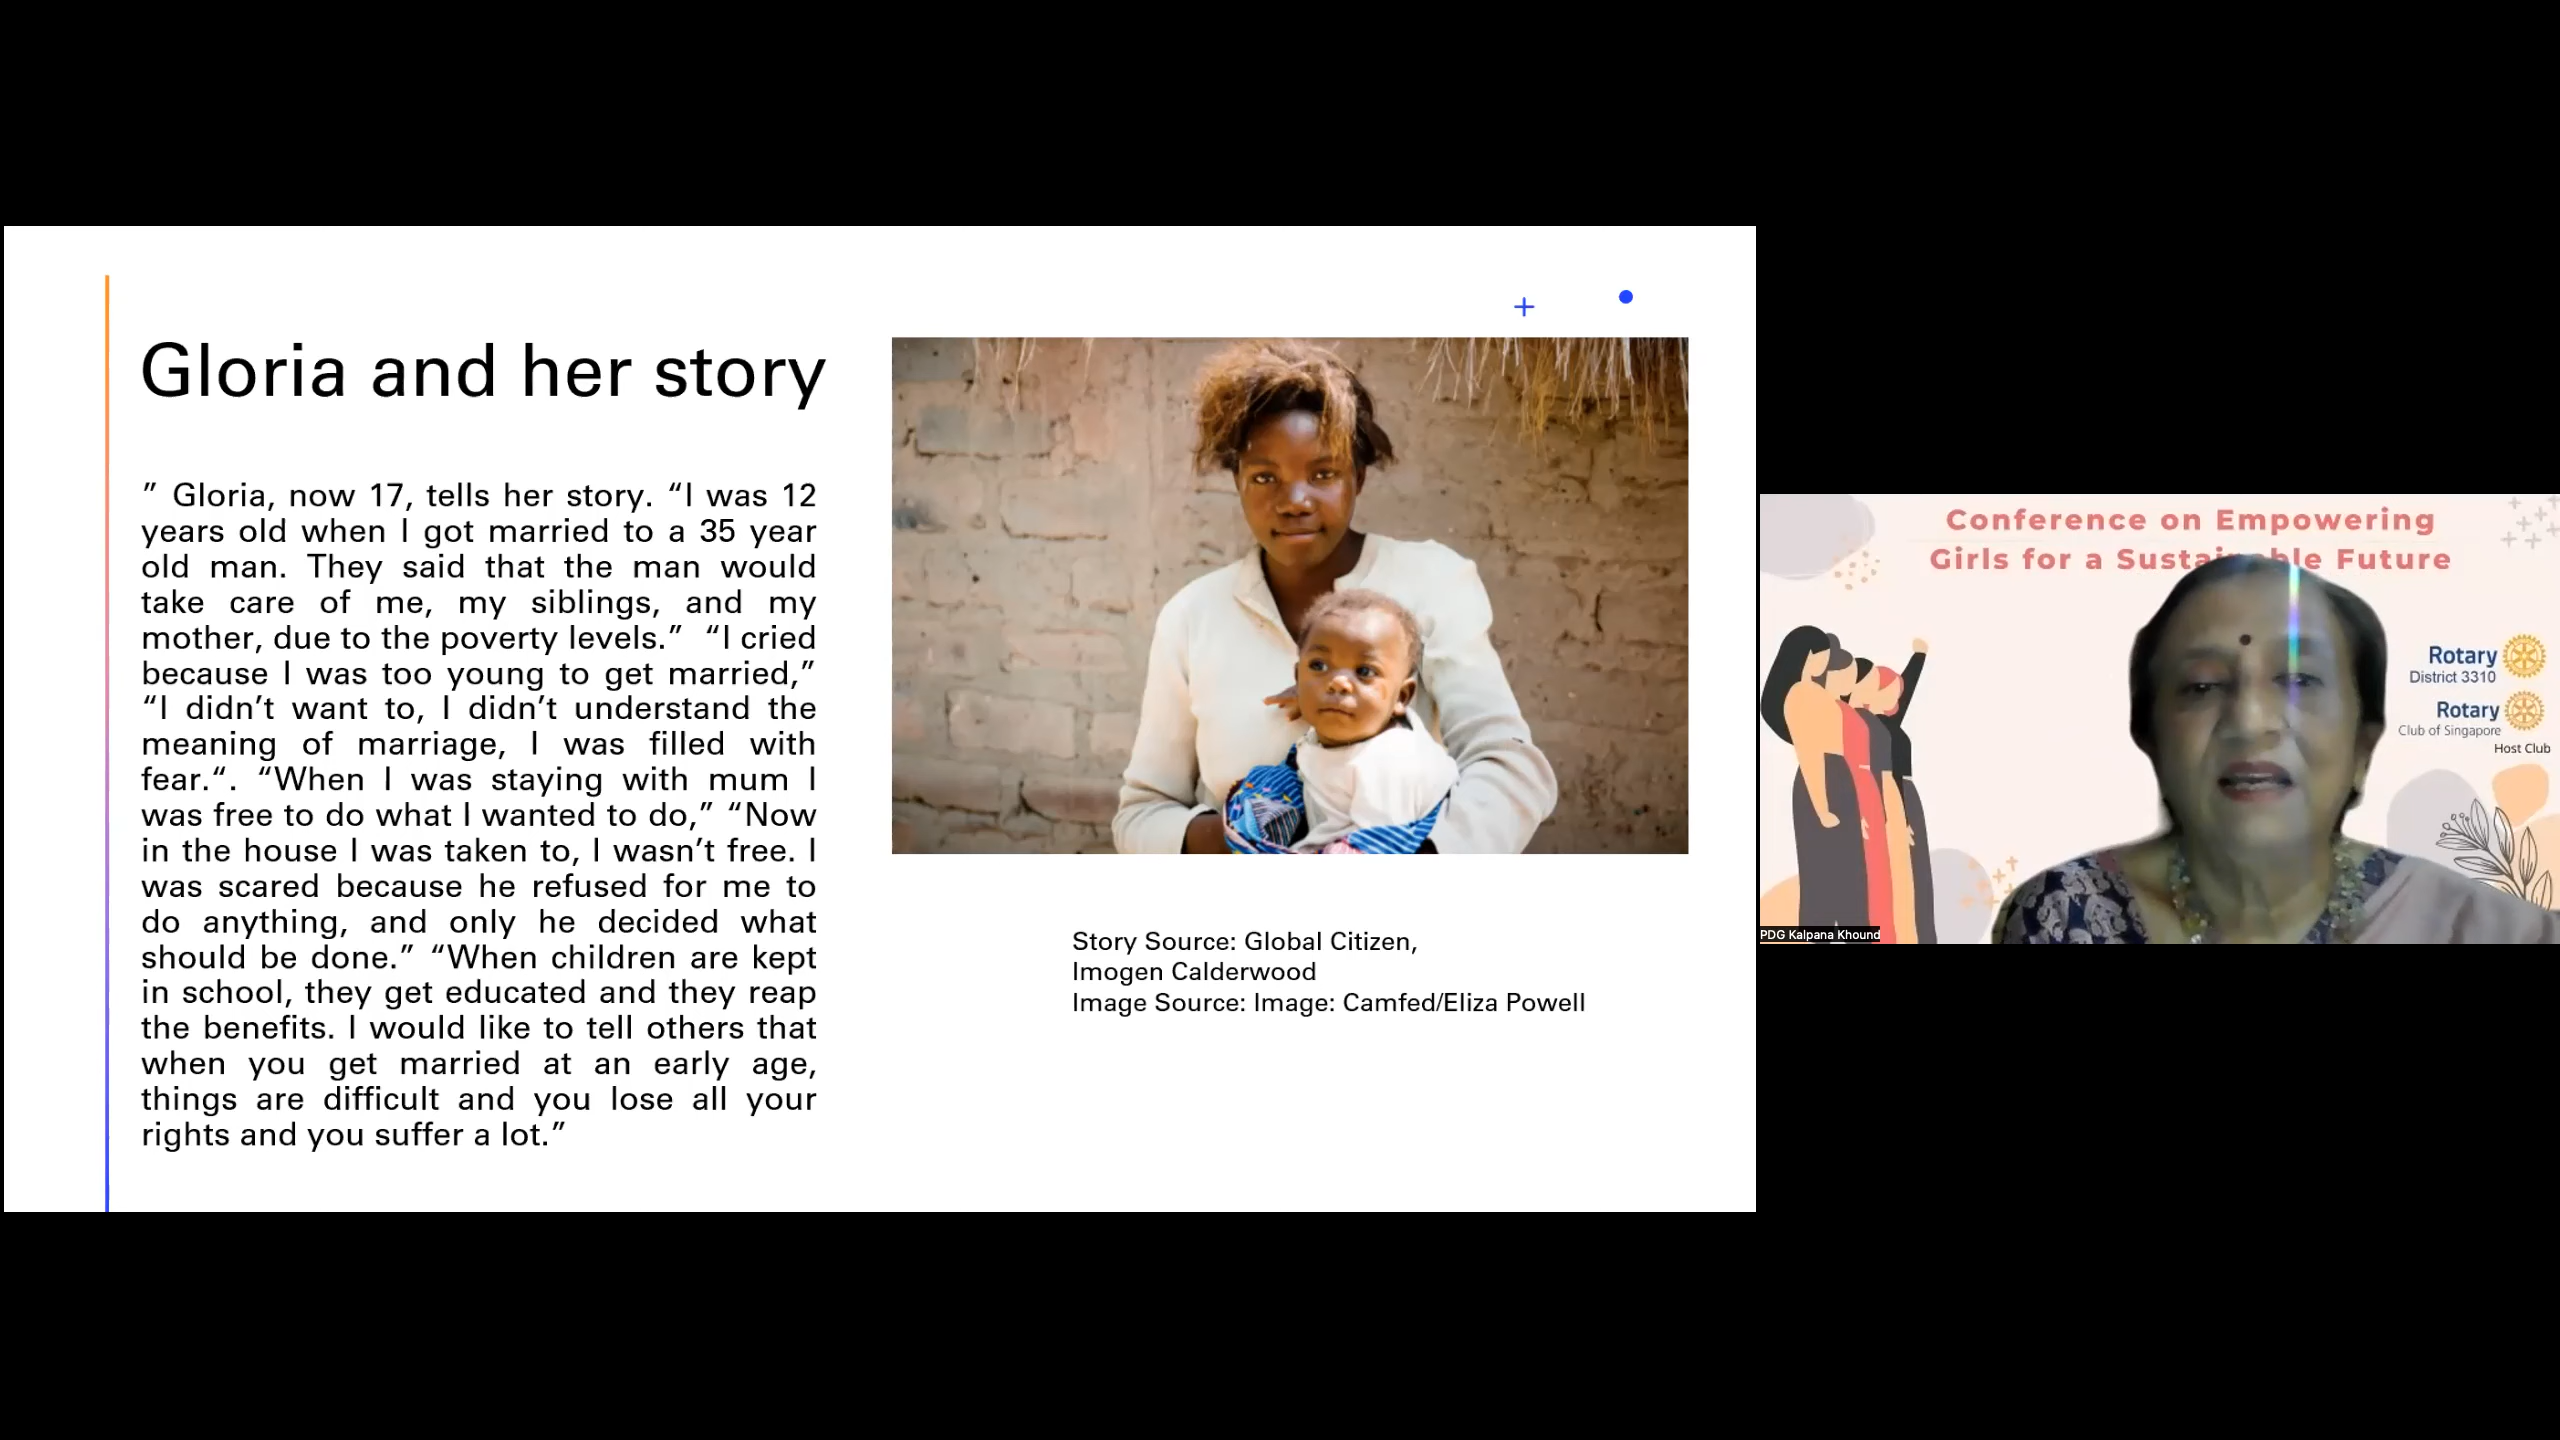 Gloria and her story
” Gloria, now 17, tells her story. “I was 12
years old when I got married to a 35 year
old man. They said that the man would
take care of me, my siblings, and my
mother, due to the poverty levels.” “I cried
because I was too young to get married,”
“I didn’t want to, I didn’t understand the
meaning of marriage, I was filled with
fear.“. “When I was staying with mum I
was free to do what I wanted to do,” “Now
in the house I was taken to, I wasn’t free. I
was scared because he refused for me to
do anything, and only he decided what
should be done.” “When children are kept
in school, they get educated and they reap
the benefits. I would like to tell others that
when you get married at an early age,
things are difficult and you lose all your
rights and you suffer a lot.”
Story Source: Global Citizen,
Imogen Calderwood
Image Source: Image: Camfed/Eliza Powell
Conference on Empowering
Girls for a Sustainable Future
Rotary
District 3310
Rotary
Club of Singapore
Host Club
PDG Kalpana Khound